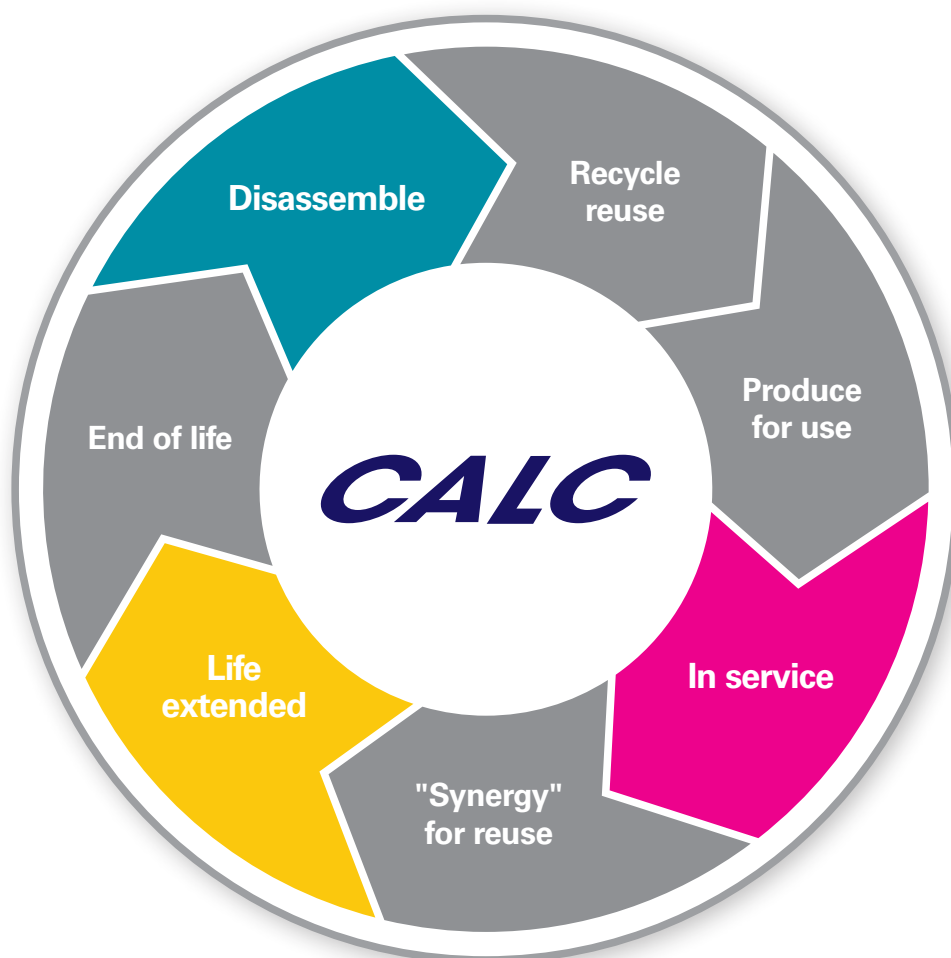 Disassemble
Recycle
reuse
Produce
for use
In service
"Synergy"
for reuse
Life
extended
End of life
CALC